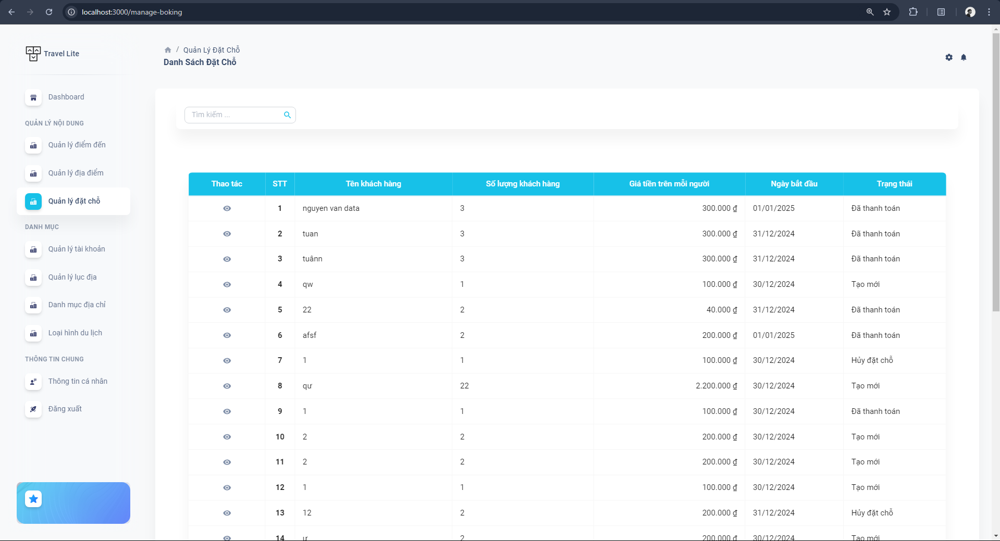 localhost:3000/manage-boking
Travel Lite
/ Quản Lý Đặt Chỗ
Danh Sách Đặt Chỗ
Dashboard
QUẢN LÝ NỘI DUNG
Quản lý điểm đến
Quản lý địa điểm
Quản lý đặt chỗ
DANH MỤC
Quản lý tài khoản
Quản lý lục địa
Danh mục địa chỉ
Loại hình du lịch
THÔNG TIN CHUNG
Thông tin cá nhân
Đăng xuất
Tìm kiếm ...
Thao tác STT Tên khách hàng Số lượng khách hàng Giá tiền trên mỗi người Ngày bắt đầu Trạng thái
1 nguyen van data 3 300.000 ₫ 01/01/2025 Đã thanh toán
2 tuan 3 300.000 ₫ 31/12/2024 Đã thanh toán
3 tuânn 3 300.000 ₫ 31/12/2024 Đã thanh toán
4 qw 1 100.000 ₫ 30/12/2024 Tạo mới
5 22 2 40.000 ₫ 31/12/2024 Đã thanh toán
6 afsf 2 200.000 ₫ 01/01/2025 Đã thanh toán
7 1 1 100.000 ₫ 30/12/2024 Hủy đặt chỗ
8 qư 22 2.200.000 ₫ 30/12/2024 Tạo mới
9 1 1 100.000 ₫ 30/12/2024 Đã thanh toán
10 2 2 200.000 ₫ 30/12/2024 Tạo mới
11 2 2 200.000 ₫ 30/12/2024 Tạo mới
12 1 1 100.000 ₫ 30/12/2024 Tạo mới
13 12 2 200.000 ₫ 31/12/2024 Hủy đặt chỗ
14 ư 2 200.000 ₫ 30/12/2024 Tạo mới